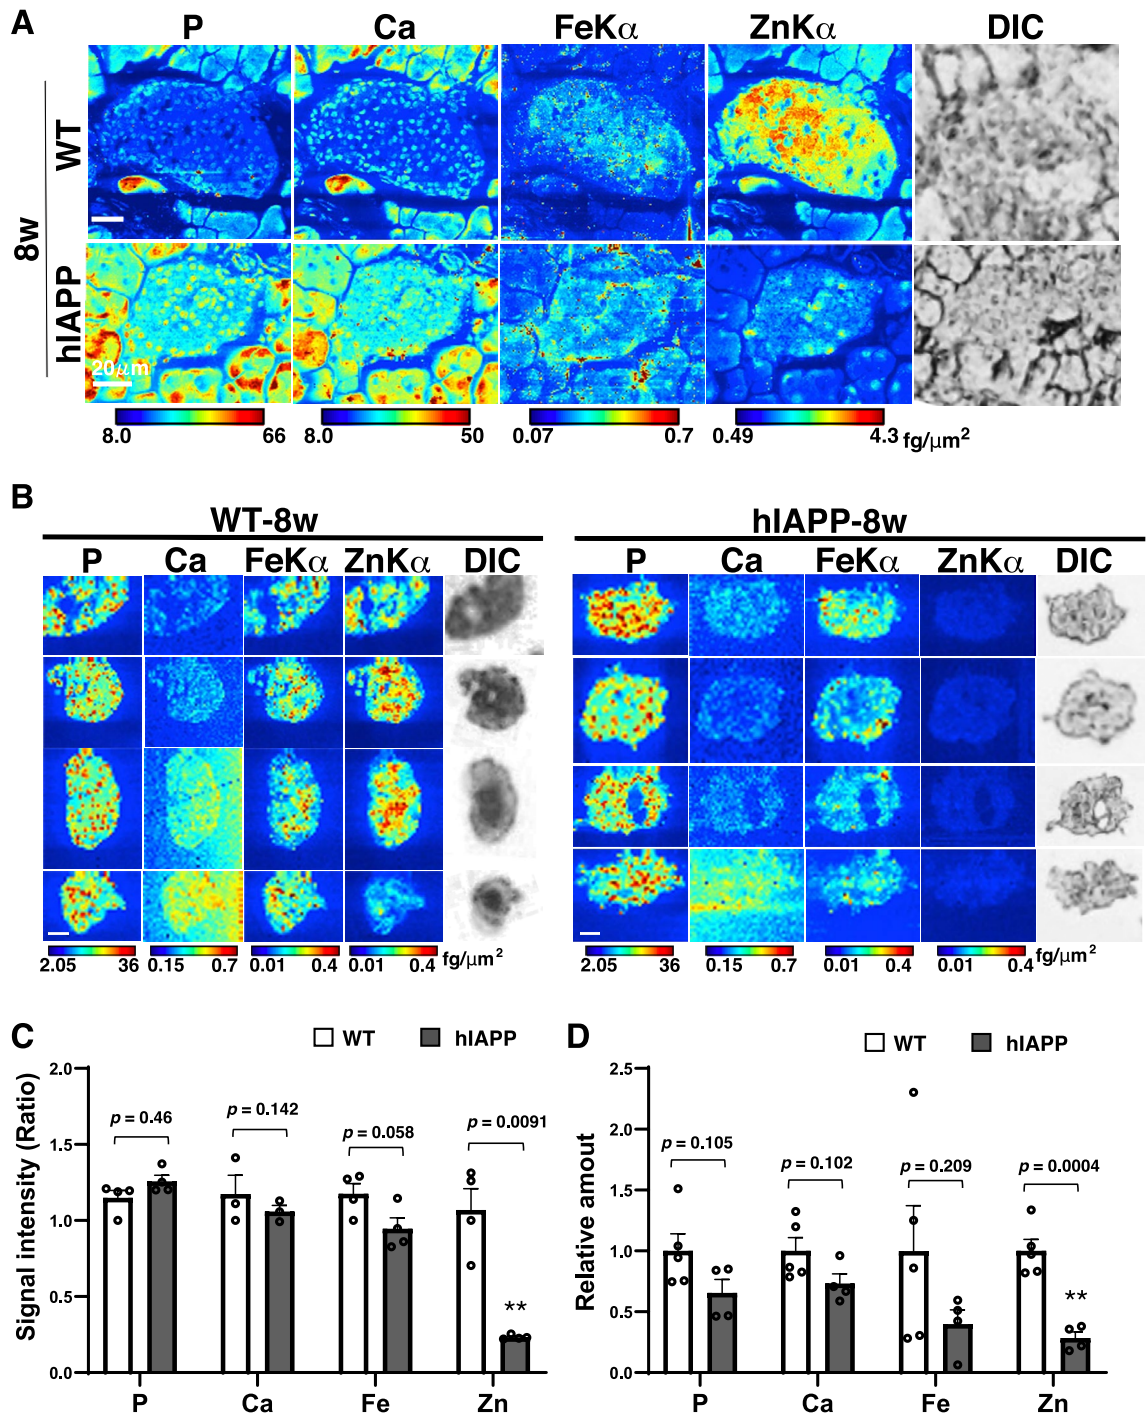 A
P Ca FeKα ZnKα DIC
8w
WT
hIAPP
20μm
8.0 66 8.0 50 0.07 0.7 0.49 4.3 fg/μm²
B
WT-8w hIAPP-8w
P Ca FeKα ZnKα DIC P Ca FeKα ZnKα DIC
2.05 36 0.15 0.7 0.01 0.4 0.01 0.4 fg/μm² 2.05 36 0.15 0.7 0.01 0.4 0.01 0.4 fg/μm²
C
WT hIAPP
Signal intensity (Ratio)
2.0
1.5
1.0
0.5
0.0
p = 0.46
p = 0.142
p = 0.058
p = 0.0091
**
P Ca Fe Zn
D
WT hIAPP
Relative amout
2.5
2.0
1.5
1.0
0.5
0.0
p = 0.105
p = 0.102
p = 0.209
p = 0.0004
**
P Ca Fe Zn